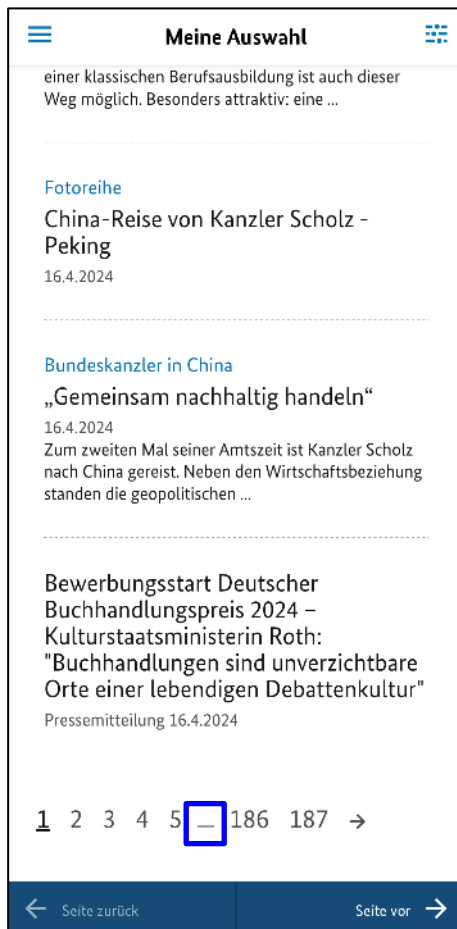 Meine Auswahl
einer klassischen Berufsausbildung ist auch dieser
Weg möglich. Besonders attraktiv: eine ...
Fotoreihe
China-Reise von Kanzler Scholz -
Peking
16.4.2024
Bundeskanzler in China
„Gemeinsam nachhaltig handeln“
16.4.2024
Zum zweiten Mal seiner Amtszeit ist Kanzler Scholz
nach China gereist. Neben den Wirtschaftsbeziehung
standen die geopolitischen ...
Bewerbungsstart Deutscher
Buchhandlungspreis 2024 –
Kulturstaatsministerin Roth:
"Buchhandlungen sind unverzichtbare
Orte einer lebendigen Debattenkultur"
Pressemitteilung 16.4.2024
1 2 3 4 5 ... 186 187 →
← Seite zurück Seite vor →